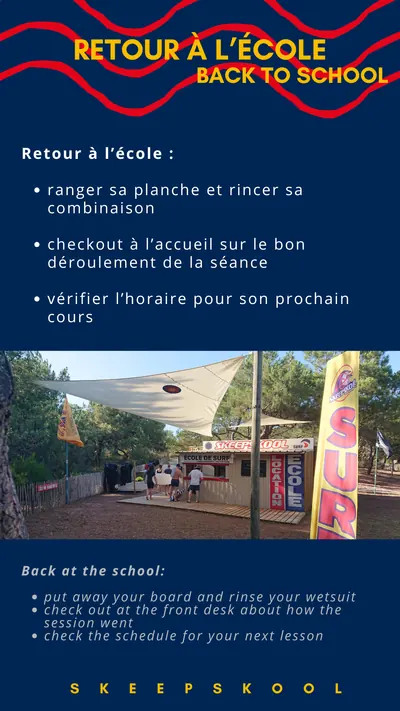 RETOUR À L’ÉCOLE
BACK TO SCHOOL
Retour à l’école :
• ranger sa planche et rincer sa
combinaison
• checkout à l’accueil sur le bon
déroulement de la séance
• vérifier l’horaire pour son prochain
cours
SKEEPSKOOL
SURF
ÉCOLE DE SURF
LOCATION
ECOLE
SUR
Back at the school:
• put away your board and rinse your wetsuit
• check out at the front desk about how the
session went
• check the schedule for your next lesson
SKEEPSKOOL